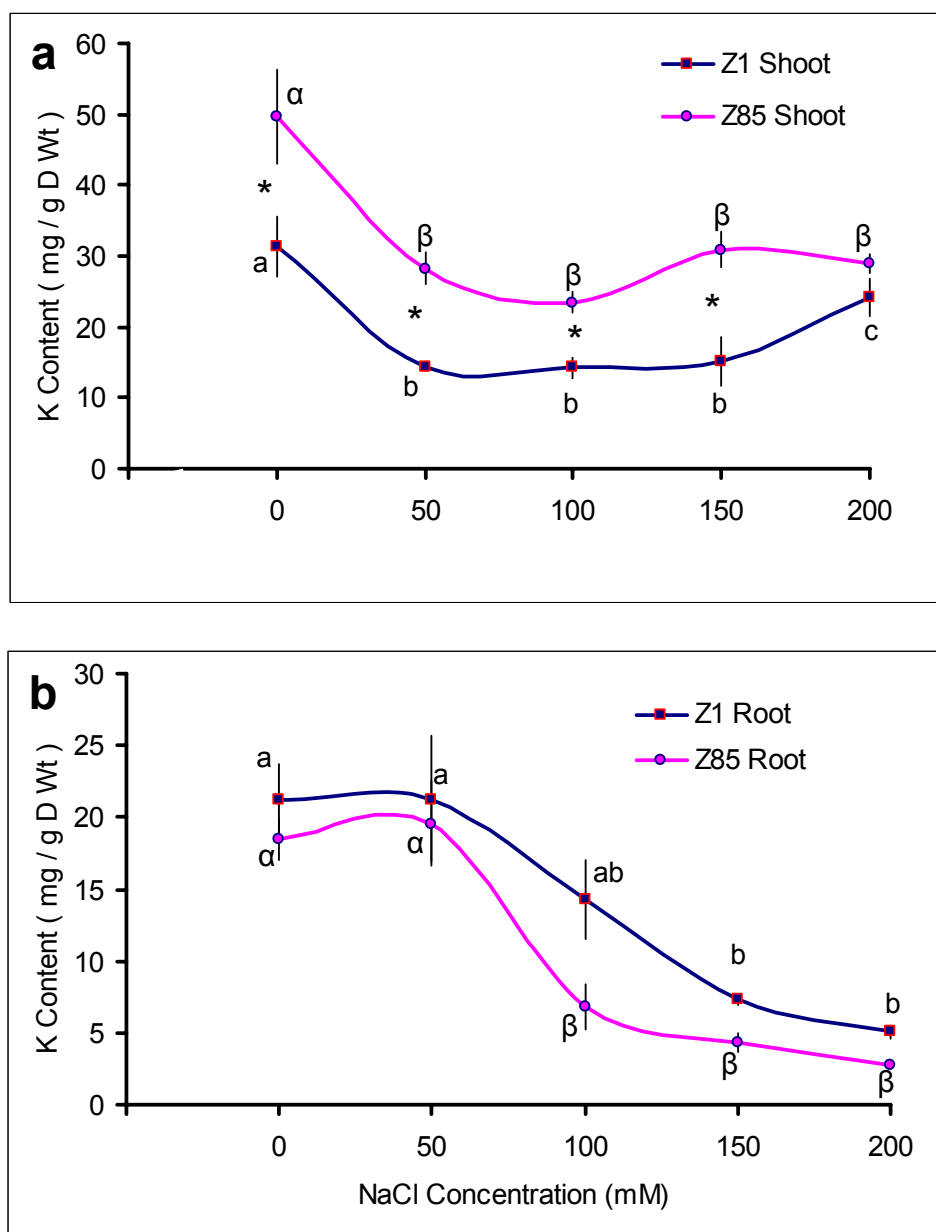 a
Z1 Shoot
Z85 Shoot
K Content ( mg / g D Wt )
60
50
40
30
20
10
0
α
*
a
β
*
b
β
*
b
β
*
b
β
c
0 50 100 150 200
b
Z1 Root
Z85 Root
K Content ( mg / g D Wt )
30
25
20
15
10
5
0
a
α
a
α
ab
β
b
β
b
β
0 50 100 150 200
NaCl Concentration (mM)